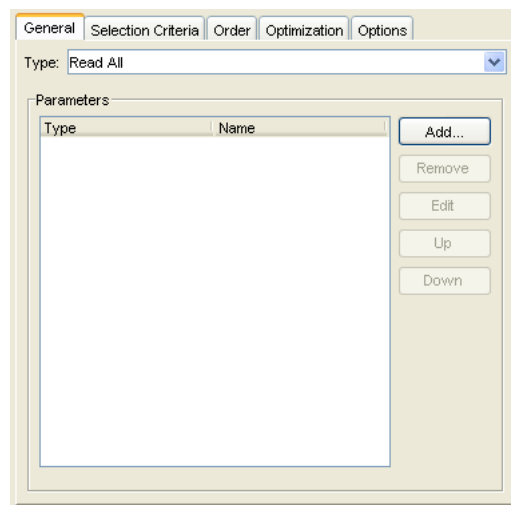 General Selection Criteria Order Optimization Options
Type: Read All
Parameters
Type Name
Add...
Remove
Edit
Up
Down